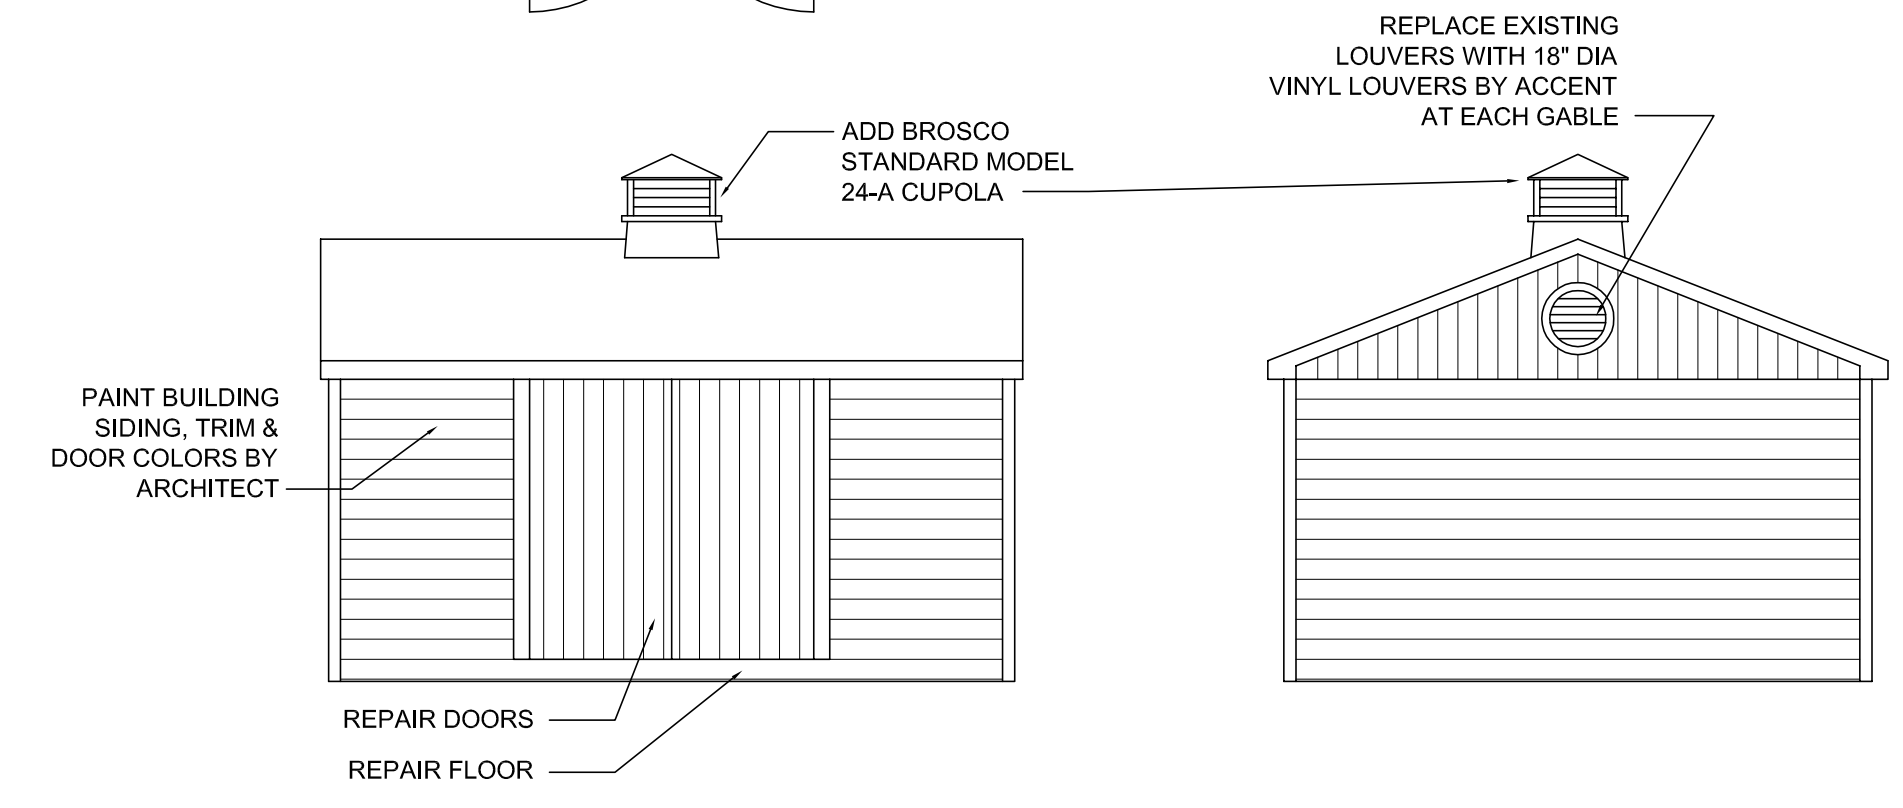 REPLACE EXISTING
LOUVERS WITH 18" DIA
VINYL LOUVERS BY ACCENT
AT EACH GABLE
ADD BROSCO
STANDARD MODEL
24-A CUPOLA
PAINT BUILDING
SIDING, TRIM &
DOOR COLORS BY
ARCHITECT
REPAIR DOORS
REPAIR FLOOR